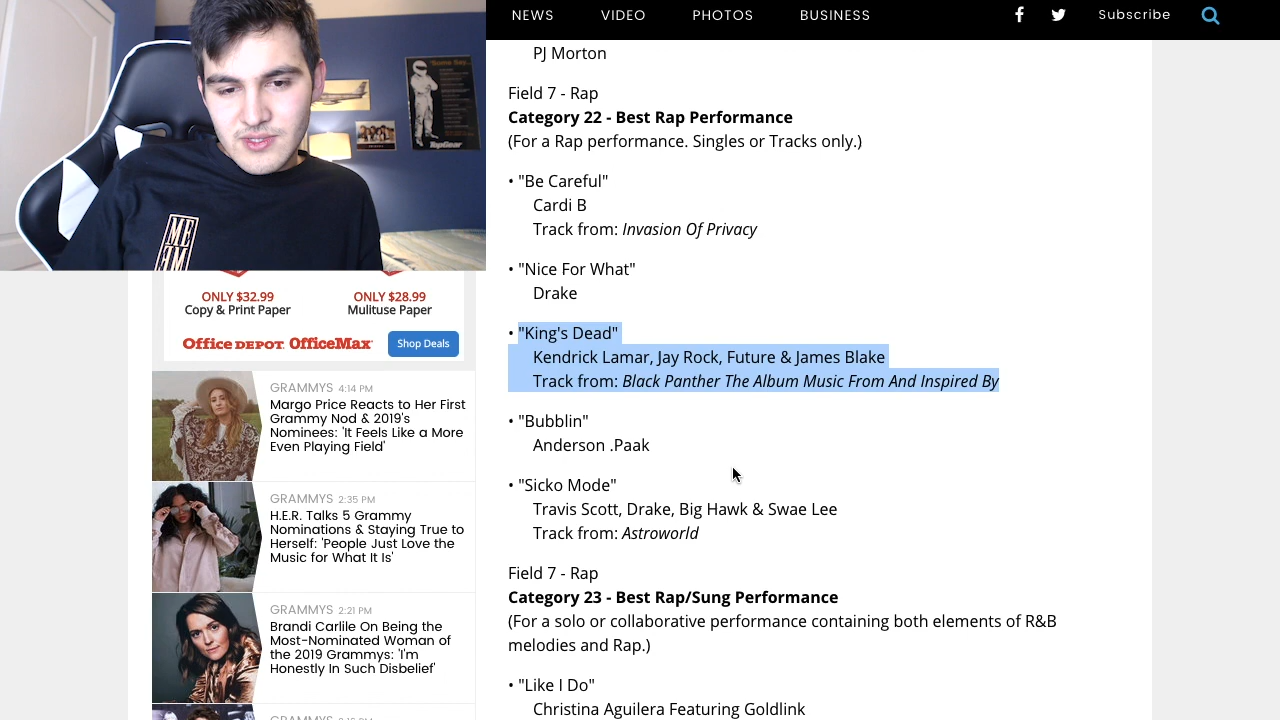 NEWS VIDEO PHOTOS BUSINESS Subscribe
Some Say...
TopGear
ME
ME
PJ Morton
Field 7 - Rap
Category 22 - Best Rap Performance
(For a Rap performance. Singles or Tracks only.)
• "Be Careful"
Cardi B
Track from: Invasion Of Privacy
• "Nice For What"
Drake
• "King's Dead"
Kendrick Lamar, Jay Rock, Future & James Blake
Track from: Black Panther The Album Music From And Inspired By
• "Bubblin"
Anderson .Paak
• "Sicko Mode"
Travis Scott, Drake, Big Hawk & Swae Lee
Track from: Astroworld
Field 7 - Rap
Category 23 - Best Rap/Sung Performance
(For a solo or collaborative performance containing both elements of R&B
melodies and Rap.)
• "Like I Do"
Christina Aguilera Featuring Goldlink
ONLY $32.99
Copy & Print Paper
ONLY $28.99
Mulituse Paper
Office DEPOT OfficeMax
Shop Deals
GRAMMYS 4:14 PM
Margo Price Reacts to Her First
Grammy Nod & 2019's
Nominees: 'It Feels Like a More
Even Playing Field'
GRAMMYS 2:35 PM
H.E.R. Talks 5 Grammy
Nominations & Staying True to
Herself: 'People Just Love the
Music for What It Is'
GRAMMYS 2:21 PM
Brandi Carlile On Being the
Most-Nominated Woman of
the 2019 Grammys: 'I'm
Honestly In Such Disbelief'
GRAMMYS